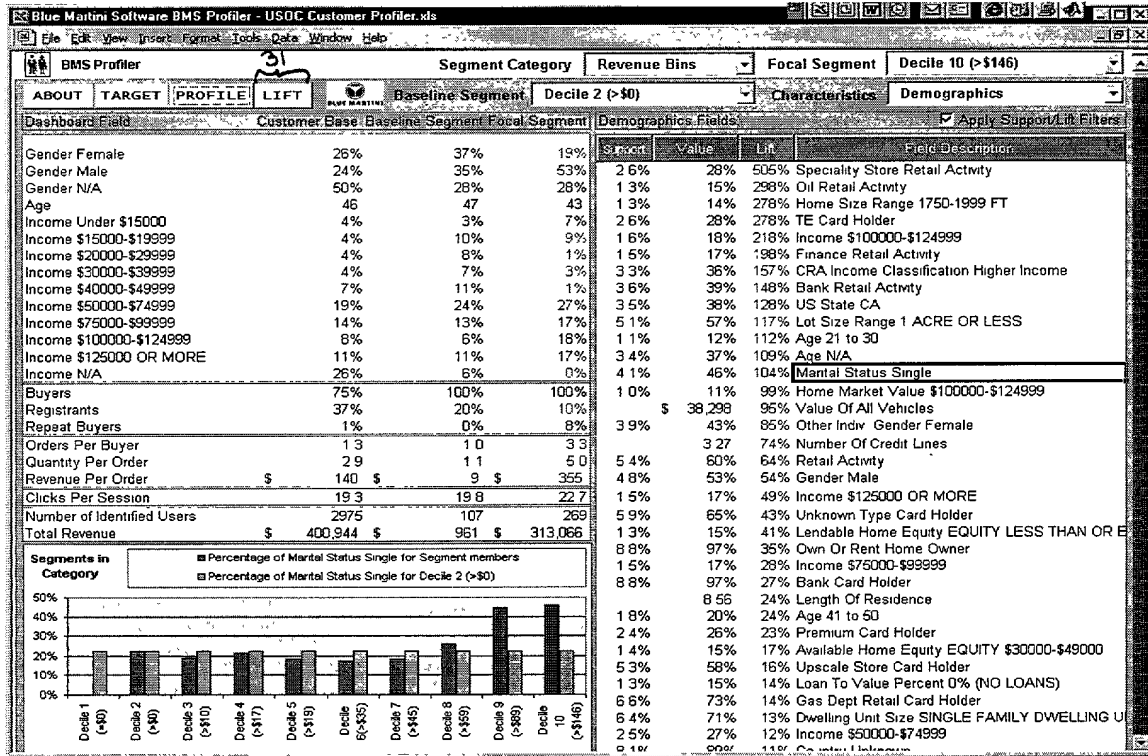 Blue Martini Software BMS Profiler - USOC Customer Profiler.xls
File Edit View Insert Format Tools Data Window Help
31
BMS Profiler Segment Category Revenue Bins Focal Segment Decile 10 (>$146)
ABOUT TARGET PROFILE LIFT BLUE MARTINI Baseline Segment Decile 2 (>$0) Characteristics Demographics
Dashboard Field Customer Base Baseline Segment Focal Segment
Gender Female 26% 37% 19%
Gender Male 24% 35% 53%
Gender N/A 50% 28% 28%
Age 46 47 43
Income Under $15000 4% 3% 7%
Income $15000-$19999 4% 10% 9%
Income $20000-$29999 4% 8% 1%
Income $30000-$39999 4% 7% 3%
Income $40000-$49999 7% 11% 1%
Income $50000-$74999 19% 24% 27%
Income $75000-$99999 14% 13% 17%
Income $100000-$124999 8% 6% 18%
Income $125000 OR MORE 11% 11% 17%
Income N/A 26% 6% 0%
Buyers 75% 100% 100%
Registrants 37% 20% 10%
Repeat Buyers 1% 0% 8%
Orders Per Buyer 1 3 1 0 3 3
Quantity Per Order 2 9 1 1 5 0
Revenue Per Order $ 140 $ 9 $ 355
Clicks Per Session 19 3 19 8 22 7
Number of Identified Users 2975 107 269
Total Revenue $ 400,944 $ 961 $ 313,066
Segments in Category
Percentage of Marital Status Single for Segment members
Percentage of Marital Status Single for Decile 2 (>$0)
50%
40%
30%
20%
10%
0%
Decile 1 (>$0)
Decile 2 (>$0)
Decile 3 (>$10)
Decile 4 (>$17)
Decile 5 (>$19)
Decile 6(>$35)
Decile 7 (>$45)
Decile 8 (>$59)
Decile 9 (>$89)
Decile 10 (>$146)
Demographics Fields Apply Support/Lift Filters
Support Value Lift Field Description
2 6% 28% 505% Speciality Store Retail Activity
1 3% 15% 298% Oil Retail Activity
1 3% 14% 278% Home Size Range 1750-1999 FT
2 6% 28% 278% TE Card Holder
1 6% 18% 218% Income $100000-$124999
1 5% 17% 198% Finance Retail Activity
3 3% 36% 157% CRA Income Classification Higher Income
3 6% 39% 148% Bank Retail Activity
3 5% 38% 128% US State CA
5 1% 57% 117% Lot Size Range 1 ACRE OR LESS
1 1% 12% 112% Age 21 to 30
3 4% 37% 109% Age N/A
4 1% 46% 104% Marital Status Single
1 0% 11% 99% Home Market Value $100000-$124999
$ 38,298 95% Value Of All Vehicles
3 9% 43% 85% Other Indiv Gender Female
3 27 74% Number Of Credit Lines
5 4% 60% 64% Retail Activity
4 8% 53% 54% Gender Male
1 5% 17% 49% Income $125000 OR MORE
5 9% 65% 43% Unknown Type Card Holder
1 3% 15% 41% Lendable Home Equity EQUITY LESS THAN OR E
8 8% 97% 35% Own Or Rent Home Owner
1 5% 17% 28% Income $75000-$99999
8 8% 97% 27% Bank Card Holder
8 56 24% Length Of Residence
1 8% 20% 24% Age 41 to 50
2 4% 26% 23% Premium Card Holder
1 4% 15% 17% Available Home Equity EQUITY $30000-$49000
5 3% 58% 16% Upscale Store Card Holder
1 3% 15% 14% Loan To Value Percent 0% (NO LOANS)
6 6% 73% 14% Gas Dept Retail Card Holder
6 4% 71% 13% Dwelling Unit Size SINGLE FAMILY DWELLING U
2 5% 27% 12% Income $50000-$74999